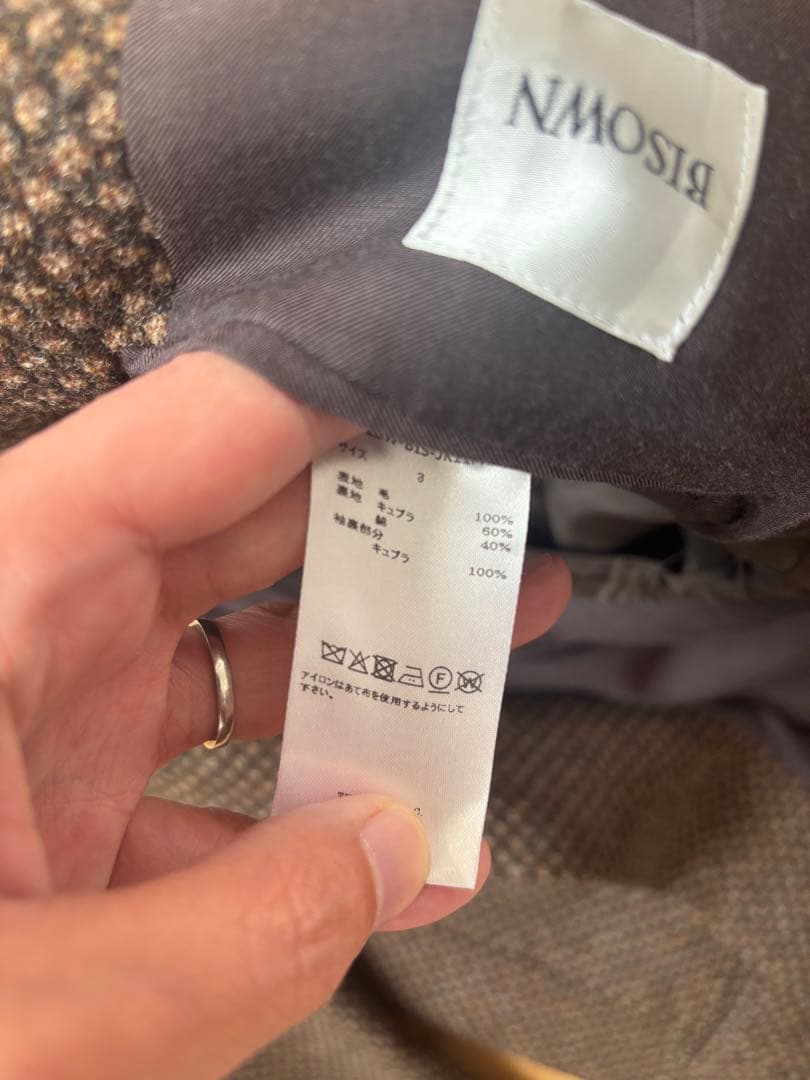 BISOWN
サイズ 3
表地 毛 100%
裏地 キュプラ 60%
綿 40%
袖裏部分
キュプラ 100%
F W
アイロンはあて布を使用するようにして
下さい。